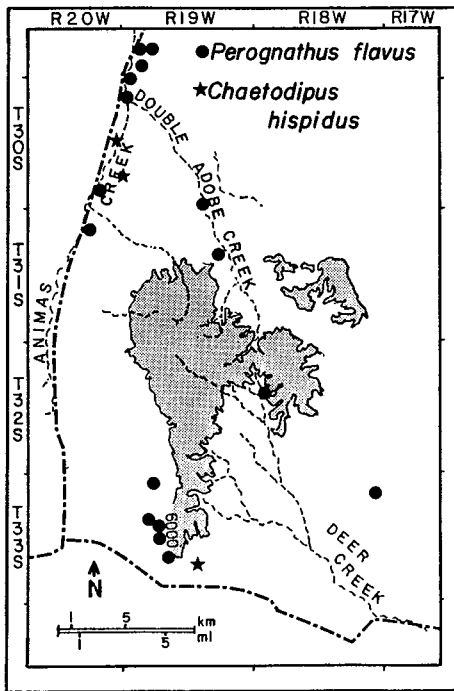 R20W R19W R18W R17W
Perognathus flavus
Chaetodipus
hispidus
T30S
T31S
T32S
T33S
DOUBLE ADOBE CREEK
ANIMAS CREEK
6000
DEER
CREEK
N
1 5 km
1 5 mi